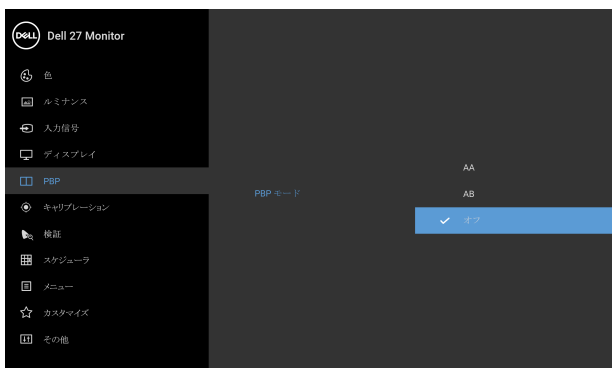 DELL Dell 27 Monitor
色
ルミナンス
入力信号
ディスプレイ
PBP
キャリブレーション
検証
スケジューラ
メニュー
カスタマイズ
その他
PBP モード
AA
AB
オフ